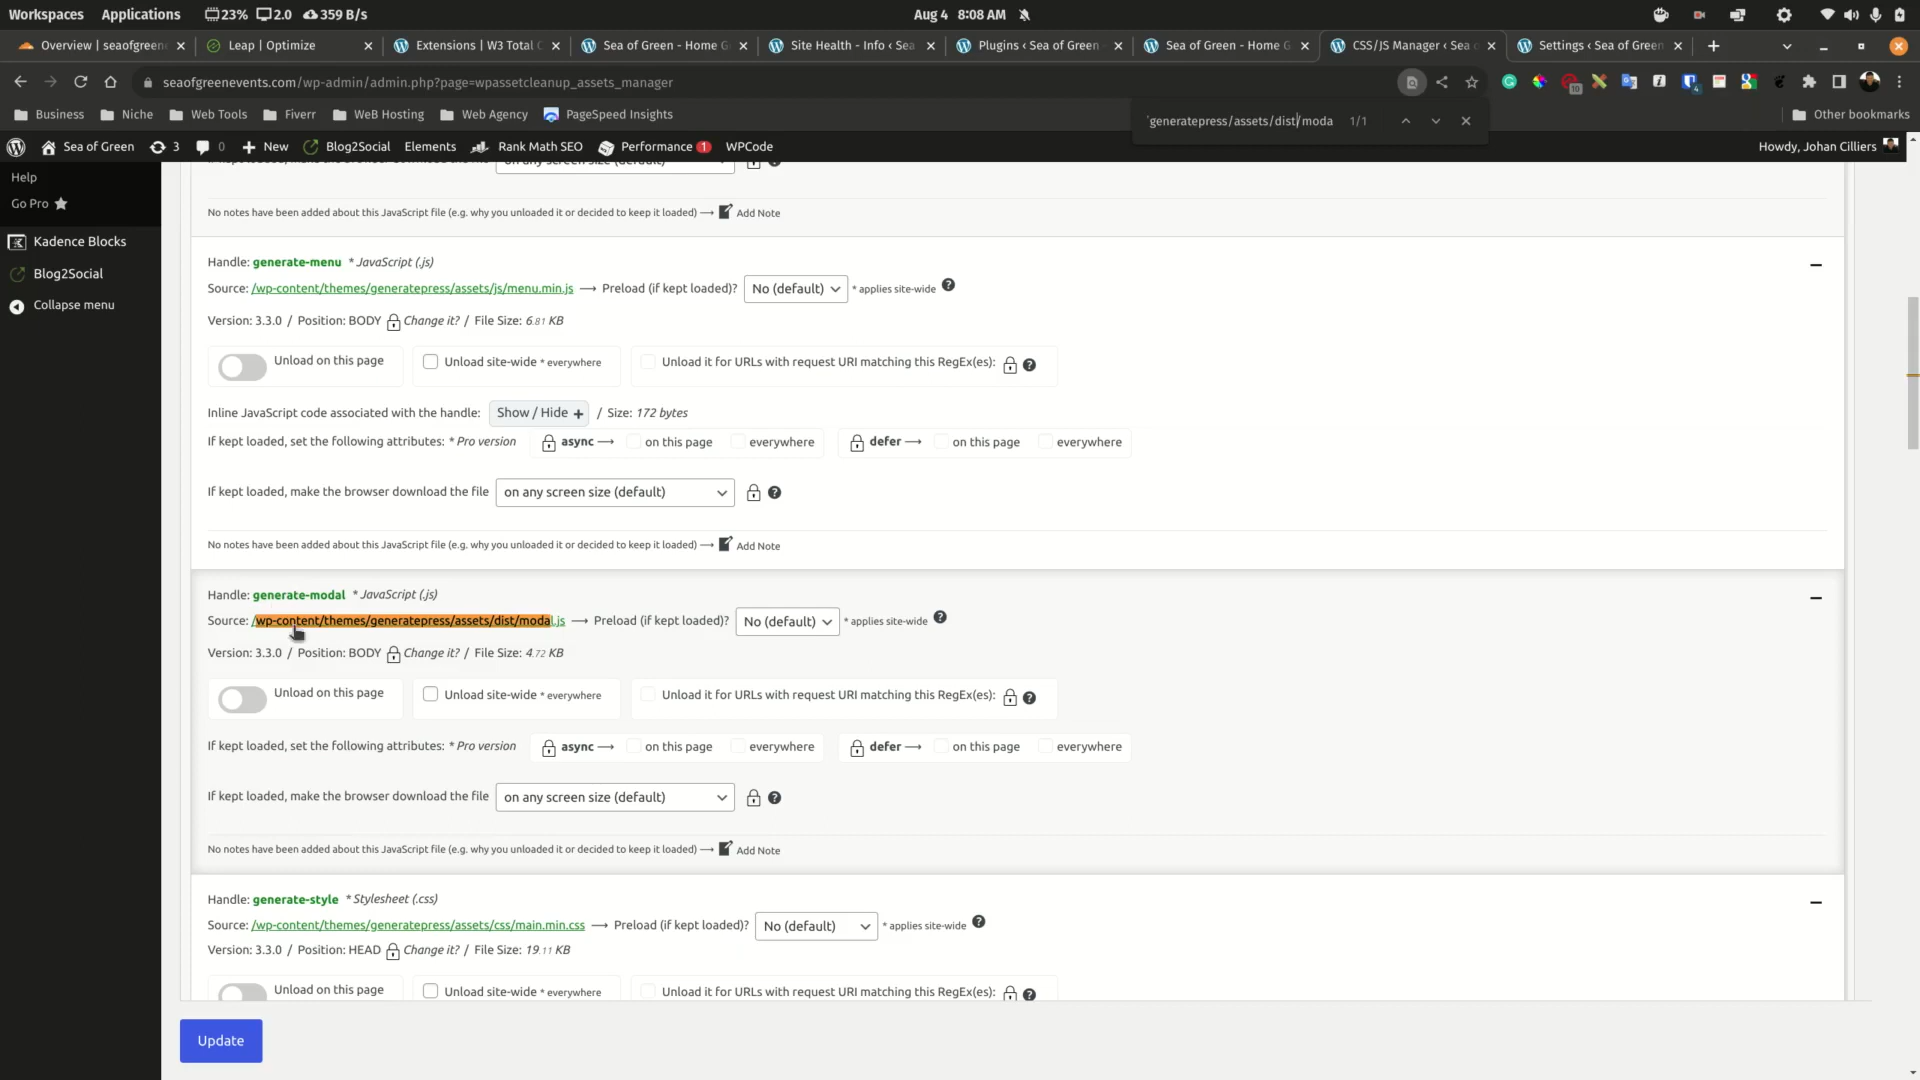 Workspaces Applications 23% 2.0 359 B/s Aug 4 8:08 AM
Overview | seaofgreen Leap | Optimize Extensions | W3 Total C Sea of Green - Home G Site Health - Info ‹ Sea Plugins ‹ Sea of Green Sea of Green - Home G CSS/JS Manager ‹ Sea o Settings ‹ Sea of Green
seaofgreenevents.com/wp-admin/admin.php?page=wpassetcleanup_assets_manager
Business Niche Web Tools Fiverr WeB Hosting Web Agency PageSpeed Insights Other bookmarks
generatepress/assets/dist/moda 1/1
Sea of Green 3 0 New Blog2Social Elements Rank Math SEO Performance 1 WPCode Howdy, Johan Cilliers
Help
Go Pro
Kadence Blocks
Blog2Social
Collapse menu
No notes have been added about this JavaScript file (e.g. why you unloaded it or decided to keep it loaded) Add Note
Handle: generate-menu * JavaScript (.js)
Source: /wp-content/themes/generatepress/assets/js/menu.min.js Preload (if kept loaded)? No (default) * applies site-wide
Version: 3.3.0 / Position: BODY Change it? / File Size: 6.81 KB
Unload on this page Unload site-wide * everywhere Unload it for URLs with request URI matching this RegEx(es):
Inline JavaScript code associated with the handle: Show / Hide + / Size: 172 bytes
If kept loaded, set the following attributes: * Pro version async on this page everywhere defer on this page everywhere
If kept loaded, make the browser download the file on any screen size (default)
No notes have been added about this JavaScript file (e.g. why you unloaded it or decided to keep it loaded) Add Note
Handle: generate-modal * JavaScript (.js)
Source: /wp-content/themes/generatepress/assets/dist/modal.js Preload (if kept loaded)? No (default) * applies site-wide
Version: 3.3.0 / Position: BODY Change it? / File Size: 4.72 KB
Unload on this page Unload site-wide * everywhere Unload it for URLs with request URI matching this RegEx(es):
If kept loaded, set the following attributes: * Pro version async on this page everywhere defer on this page everywhere
If kept loaded, make the browser download the file on any screen size (default)
No notes have been added about this JavaScript file (e.g. why you unloaded it or decided to keep it loaded) Add Note
Handle: generate-style * Stylesheet (.css)
Source: /wp-content/themes/generatepress/assets/css/main.min.css Preload (if kept loaded)? No (default) * applies site-wide
Version: 3.3.0 / Position: HEAD Change it? / File Size: 19.11 KB
Unload on this page Unload site-wide * everywhere Unload it for URLs with request URI matching this RegEx(es):
Update